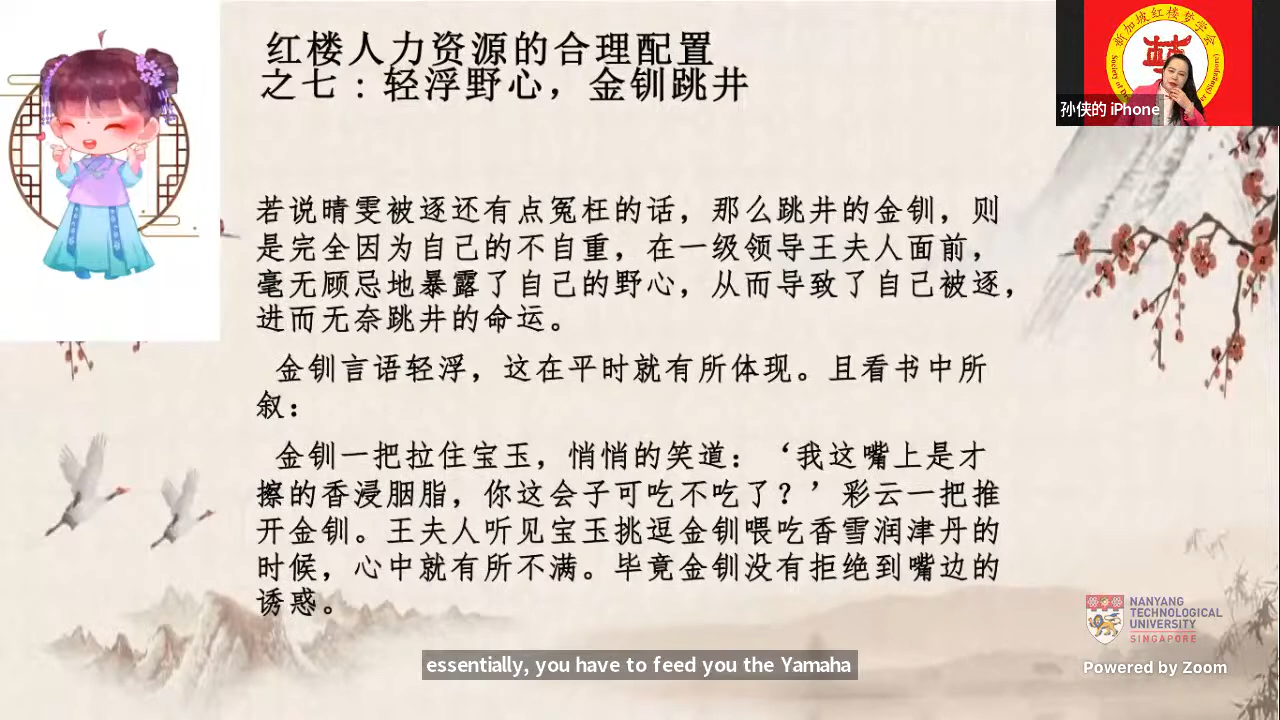 红楼人力资源的合理配置
之七：轻浮野心，金钏跳井
孙侠的 iPhone
若说晴雯被逐还有点冤枉的话，那么跳井的金钏，则
是完全因为自己的不自重，在一级领导王夫人面前，
毫无顾忌地暴露了自己的野心，从而导致了自己被逐，
进而无奈跳井的命运。
金钏言语轻浮，这在平时就有所体现。且看书中所
叙：
金钏一把拉住宝玉，悄悄的笑道：‘我这嘴上是才
擦的香浸胭脂，你这会子可吃不吃了？’彩云一把推
开金钏。王夫人听见宝玉挑逗金钏喂吃香雪润津丹的
时候，心中就有所不满。毕竟金钏没有拒绝到嘴边的
诱惑。
NANYANG
TECHNOLOGICAL
UNIVERSITY
SINGAPORE
essentially, you have to feed you the Yamaha
Powered by Zoom
新加坡红楼梦学会